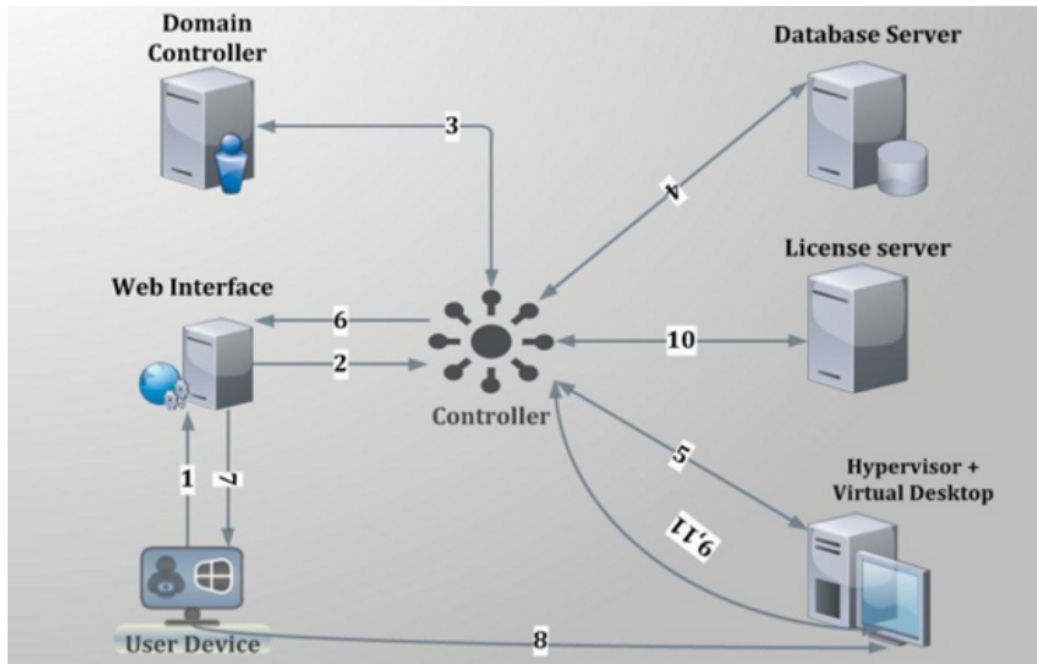 Domain
Controller
Database Server
3
4
License server
Web Interface
6
10
2
Controller
5
1
7
Hypervisor +
Virtual Desktop
9,11
User Device
8